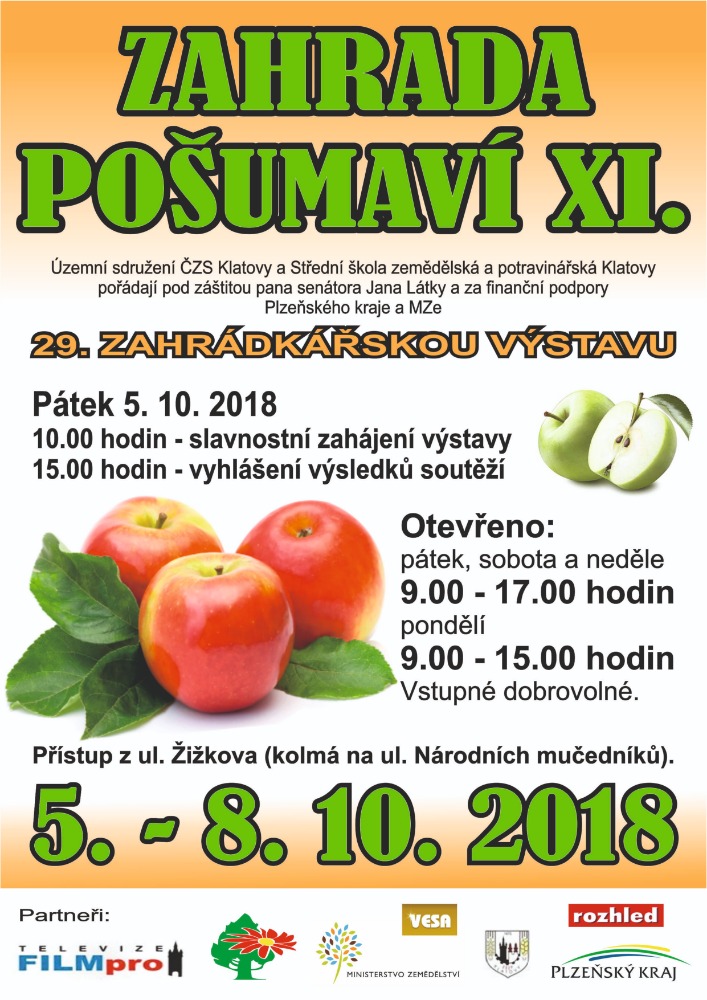 ZAHRADA
POŠUMAVÍ XI.
Územní sdružení ČZS Klatovy a Střední škola zemědělská a potravinářská Klatovy
pořádají pod záštitou pana senátora Jana Látky a za finanční podpory
Plzeňského kraje a MZe
29. ZAHRÁDKÁŘSKOU VÝSTAVU
Pátek 5. 10. 2018
10.00 hodin - slavnostní zahájení výstavy
15.00 hodin - vyhlášení výsledků soutěží
Otevřeno:
pátek, sobota a neděle
9.00 - 17.00 hodin
pondělí
9.00 - 15.00 hodin
Vstupné dobrovolné.
Přístup z ul. Žižkova (kolmá na ul. Národních mučedníků).
5. - 8. 10. 2018
Partneři:
TELEVIZE
FILMpro
MINISTERSTVO ZEMĚDĚLSTVÍ
VESA
rozhled
PLZEŇSKÝ KRAJ